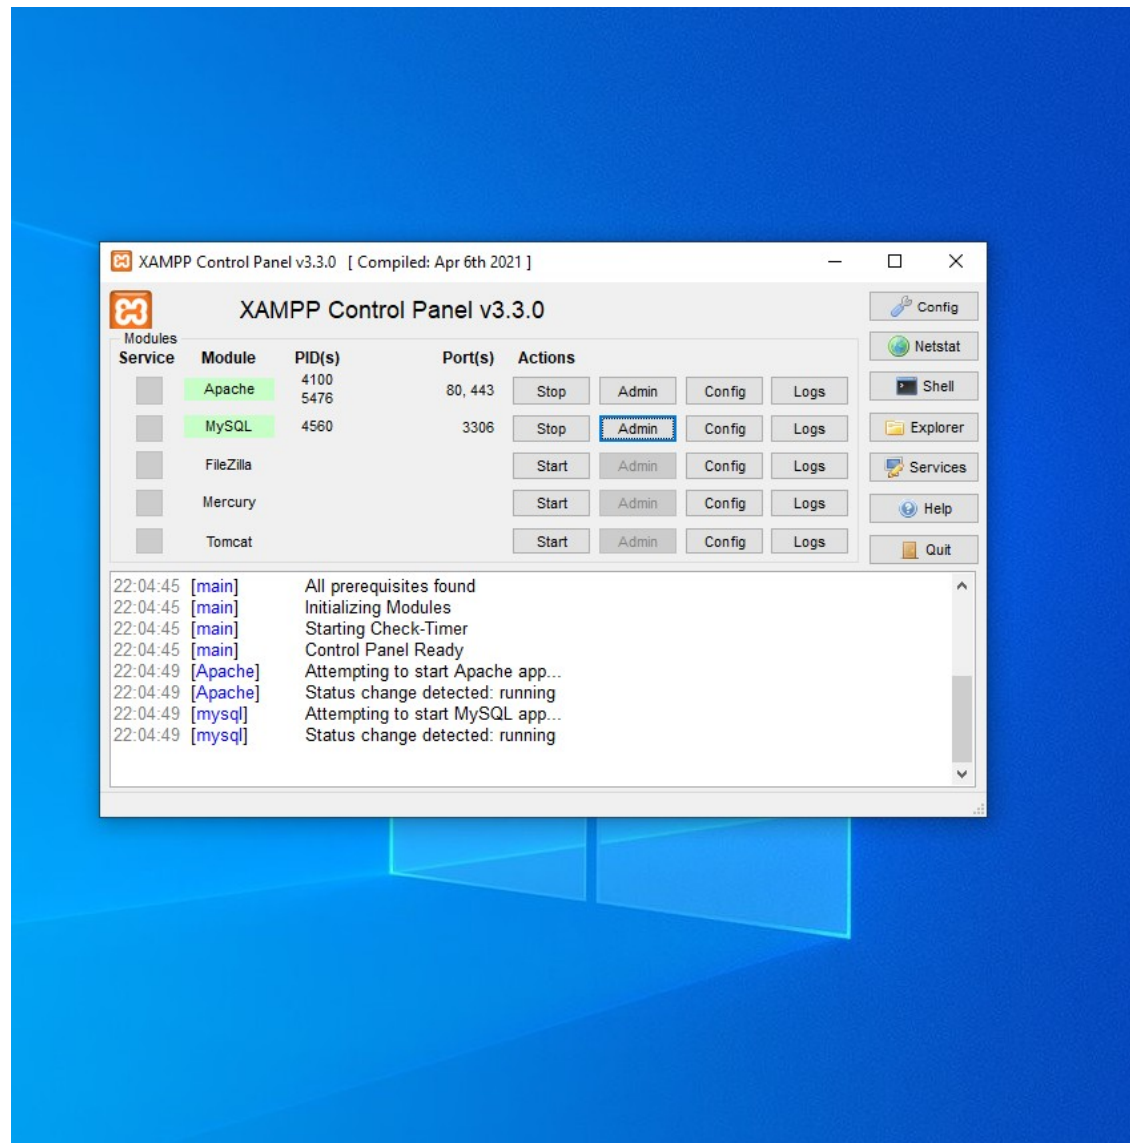 XAMPP Control Panel v3.3.0 [ Compiled: Apr 6th 2021 ]
XAMPP Control Panel v3.3.0
Config
Modules
Service Module PID(s) Port(s) Actions
Netstat
Apache 4100 5476 80, 443 Stop Admin Config Logs
Shell
MySQL 4560 3306 Stop Admin Config Logs
Explorer
FileZilla Start Admin Config Logs
Services
Mercury Start Admin Config Logs
Help
Tomcat Start Admin Config Logs
Quit
22:04:45 [main] All prerequisites found
22:04:45 [main] Initializing Modules
22:04:45 [main] Starting Check-Timer
22:04:45 [main] Control Panel Ready
22:04:49 [Apache] Attempting to start Apache app...
22:04:49 [Apache] Status change detected: running
22:04:49 [mysql] Attempting to start MySQL app...
22:04:49 [mysql] Status change detected: running